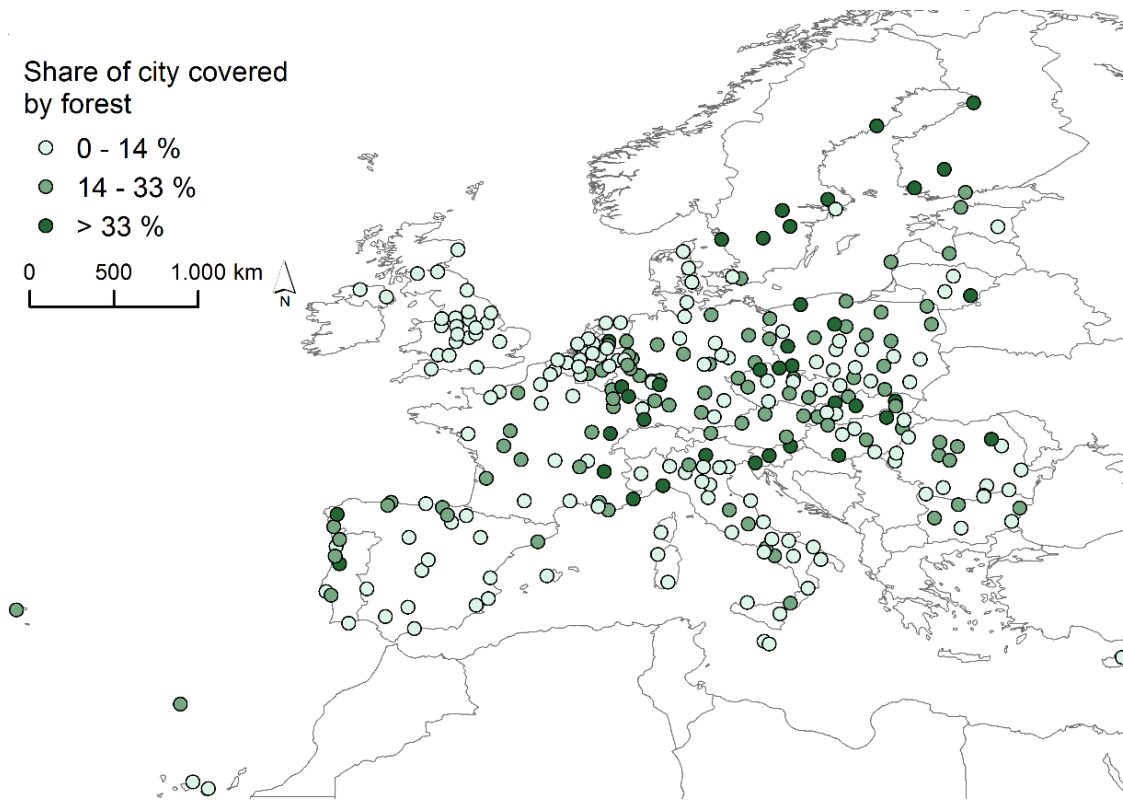 Share of city covered
by forest
0 - 14 %
14 - 33 %
> 33 %
0 500 1.000 km
N